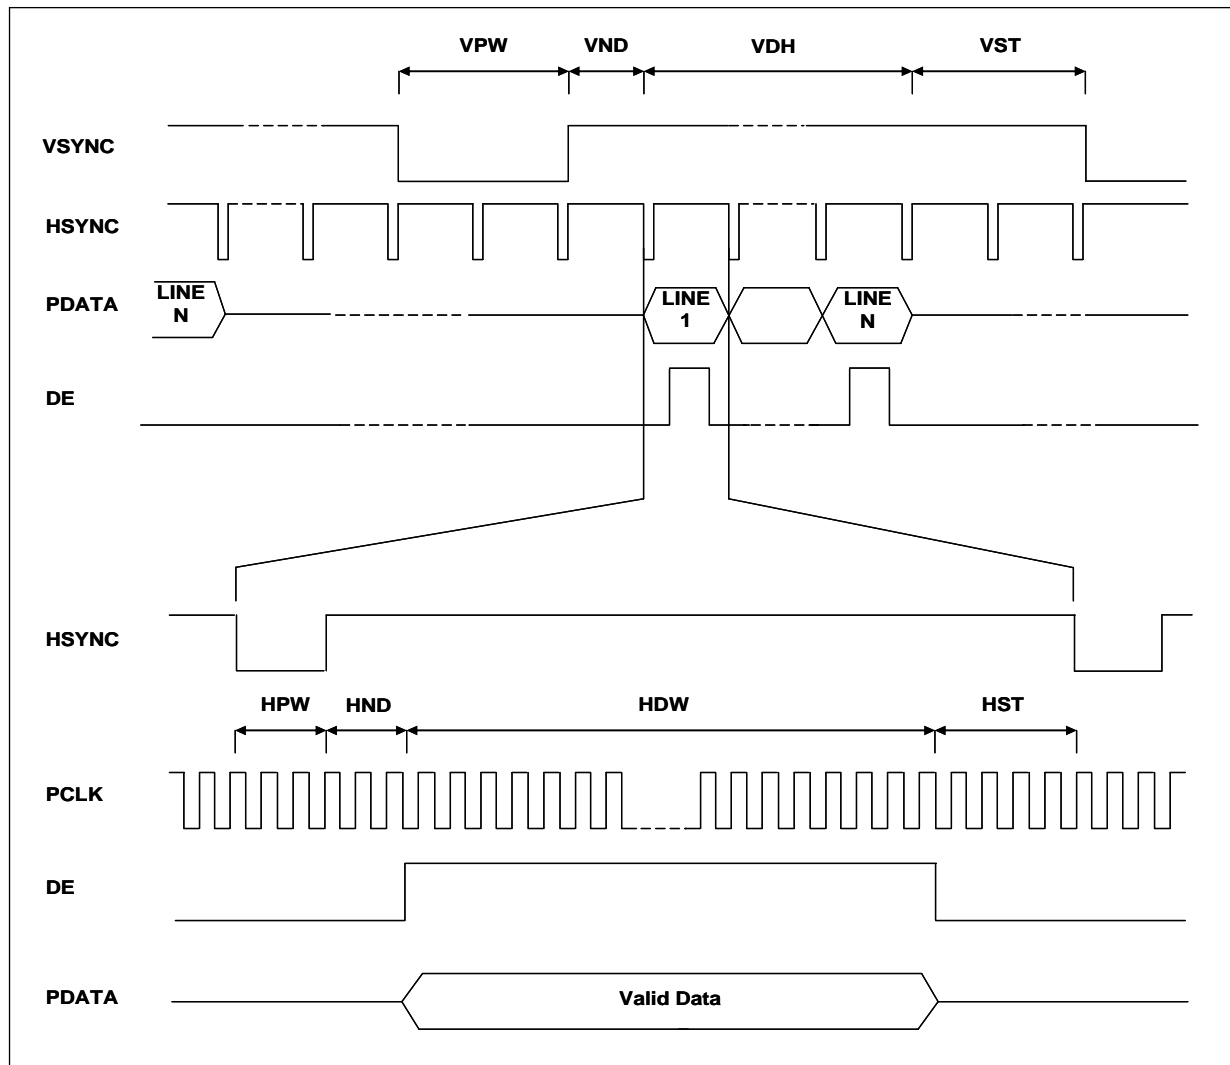 VPW VND VDH VST
VSYNC
HSYNC
PDATA LINE N LINE 1 LINE N
DE
HSYNC
HPW HND HDW HST
PCLK
DE
PDATA Valid Data